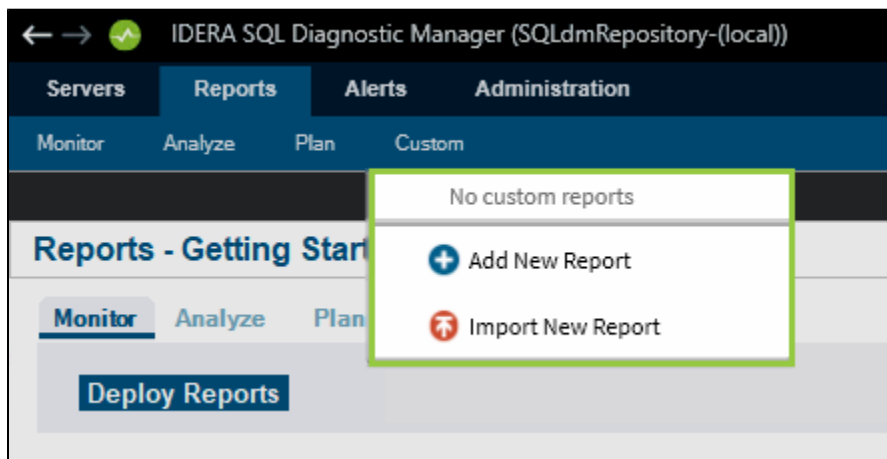 IDERA SQL Diagnostic Manager (SQLdmRepository-(local))
Servers Reports Alerts Administration
Monitor Analyze Plan Custom
No custom reports
Reports - Getting Start
Add New Report
Monitor Analyze Plan
Import New Report
Deploy Reports